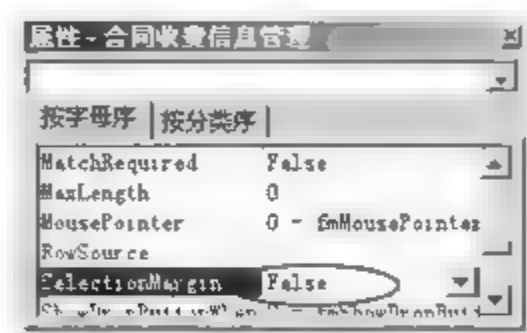 属性 - 合同收费信息管理
按字母序 按分类序
MatchRequired False
MaxLength 0
MousePointer 0 - fmMousePointer
RowSource
SelectionMargin False